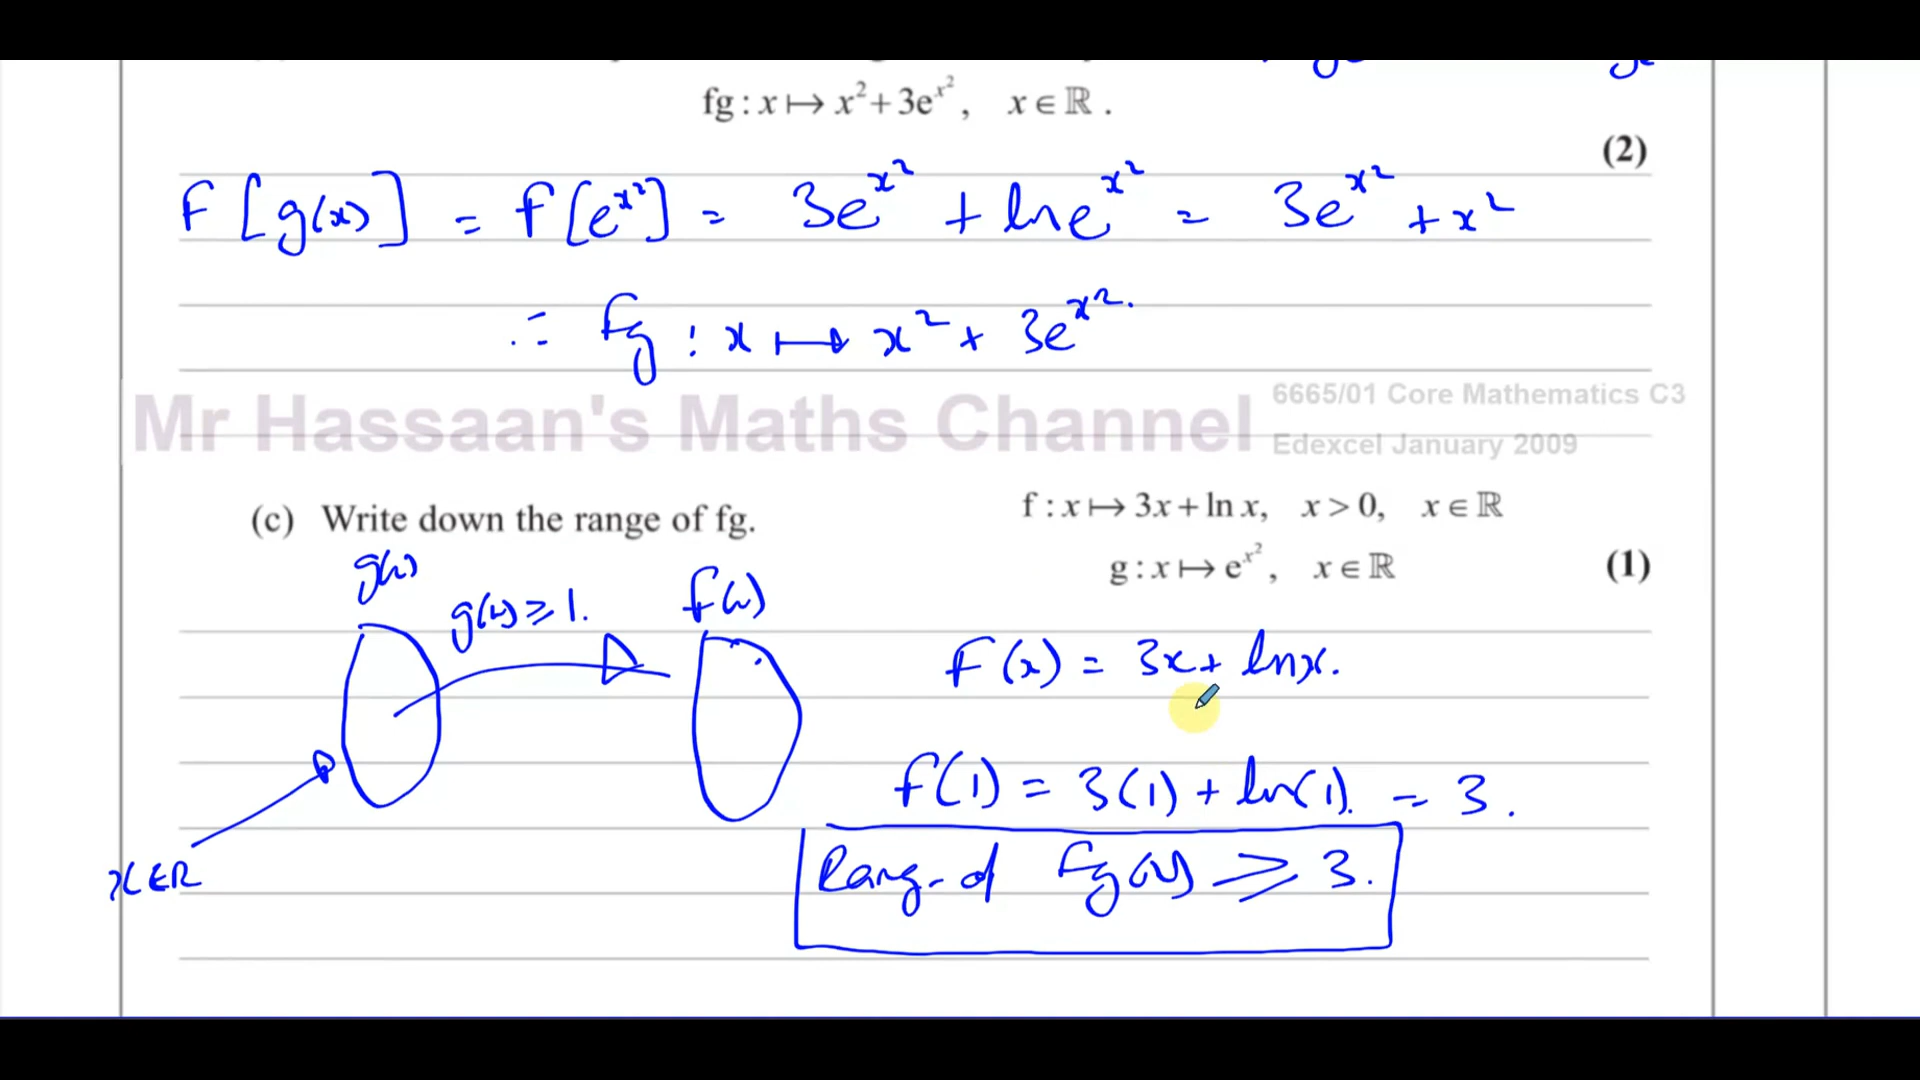 fg : x ↦ x² + 3e^{x²}, x ∈ ℝ .
(2)
F[g(x)] = f[e^{x²}] = 3e^{x²} + ln e^{x²} = 3e^{x²} + x²
∴ fg : x ↦ x² + 3e^{x²}.
Mr Hassaan's Maths Channel
6665/01 Core Mathematics C3
Edexcel January 2009
(c) Write down the range of fg.
f : x ↦ 3x + ln x, x > 0, x ∈ ℝ
g : x ↦ e^{x²}, x ∈ ℝ
(1)
g(x)
g(x) ≥ 1.
f(x)
F(x) = 3x + ln x.
f(1) = 3(1) + ln(1). = 3.
Range of fg(x) ≥ 3.
x ∈ R